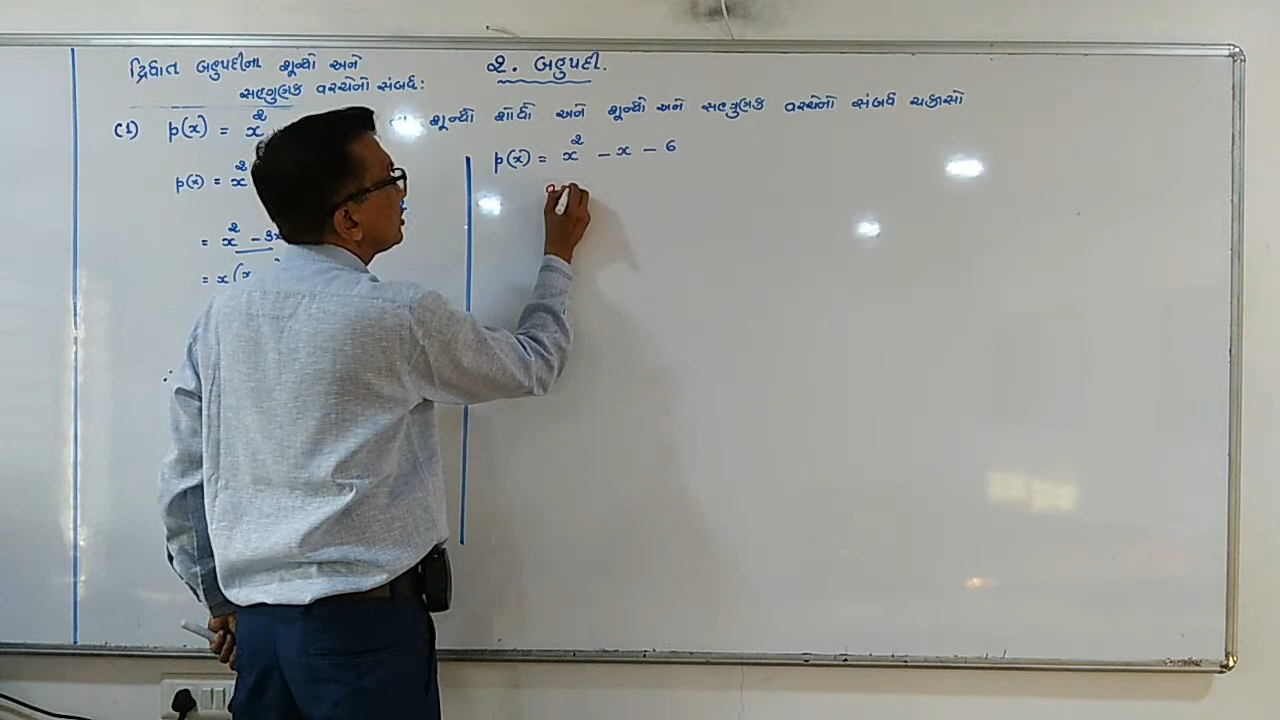 ૨. બહુપદી.
દ્વિઘાત બહુપદીના શૂન્યો અને
સહગુણક વચ્ચેનો સંબંધ:
(1) p(x) = x²
શૂન્યો શોધો અને શૂન્યો અને સહગુણક વચ્ચેનો સંબંધ ચકાસો
p(x) = x²
= x² - 3x
= x(x
p(x) = x² - x - 6